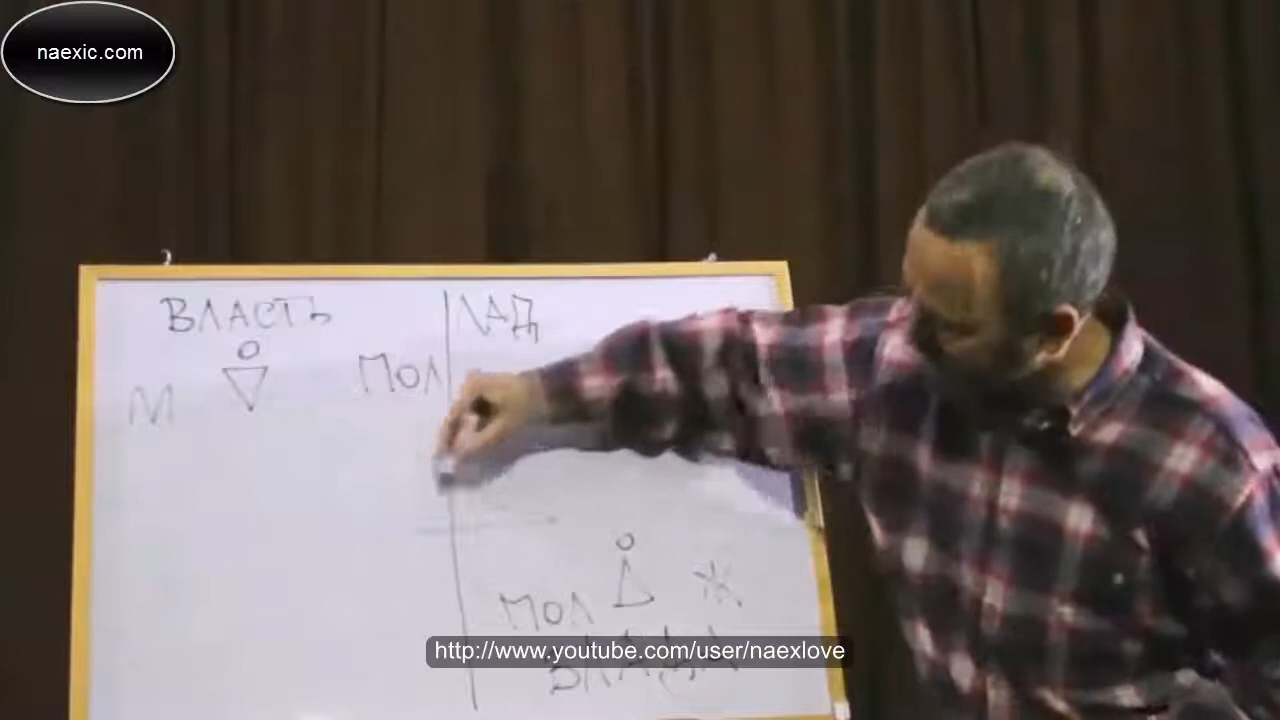 naexic.com
ВЛАСТЬ ЛАД
М МОЛ
МОЛ Ж
http://www.youtube.com/user/naexlove